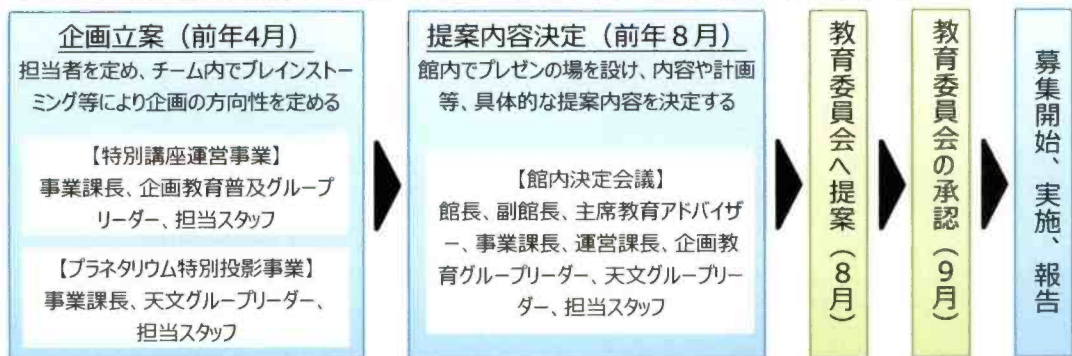 企画立案（前年4月）
担当者を定め、チーム内でブレインストー
ミング等により企画の方向性を定める
【特別講座運営事業】
事業課長、企画教育普及グループ
リーダー、担当スタッフ
【プラネタリウム特別投影事業】
事業課長、天文グループリーダー、
担当スタッフ
提案内容決定（前年８月）
館内でプレゼンの場を設け、内容や計画
等、具体的な提案内容を決定する
【館内決定会議】
館長、副館長、主席教育アドバイザ
ー、事業課長、運営課長、企画教
育グループリーダー、天文グループリー
ダー、担当スタッフ
教育委員会へ提案（8月）
教育委員会の承認（9月）
募集開始、実施、報告